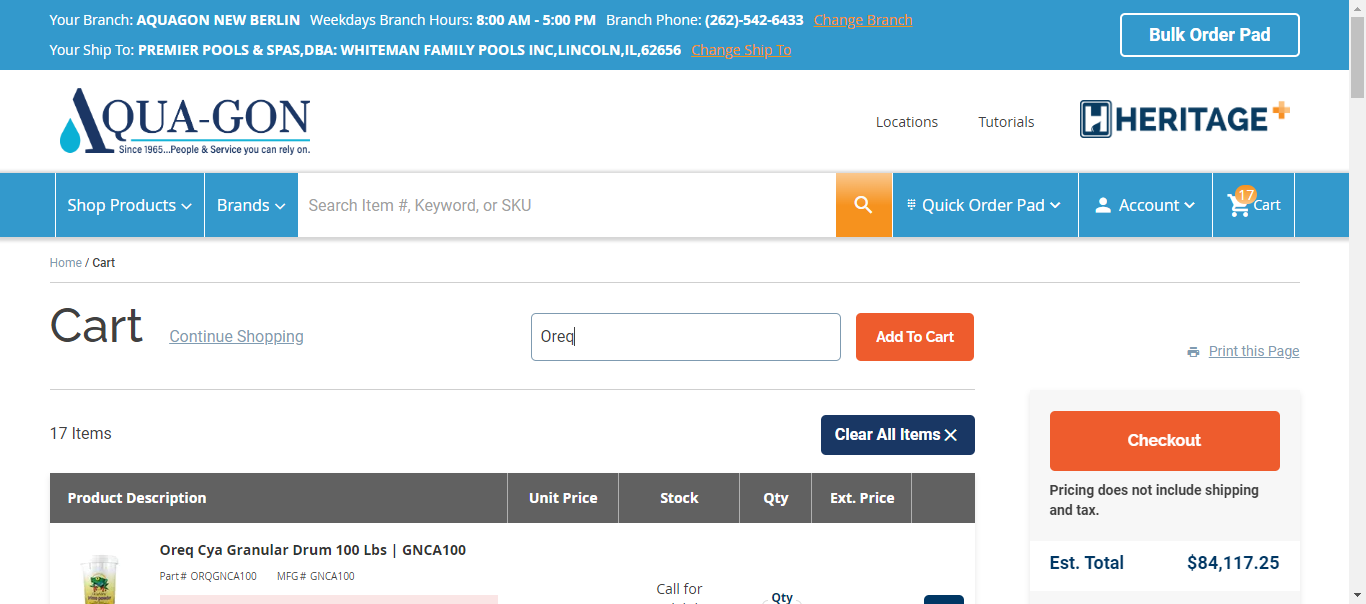 Your Branch: AQUAGON NEW BERLIN Weekdays Branch Hours: 8:00 AM - 5:00 PM Branch Phone: (262)-542-6433 Change Branch
Your Ship To: PREMIER POOLS & SPAS,DBA: WHITEMAN FAMILY POOLS INC,LINCOLN,IL,62656 Change Ship To
Bulk Order Pad
AQUA-GON
Since 1965...People & Service you can rely on.
Locations Tutorials
HERITAGE+
Shop Products Brands Search Item #, Keyword, or SKU Quick Order Pad Account 17 Cart
Home / Cart
Cart Continue Shopping Oreq Add To Cart
Print this Page
17 Items Clear All Items
Checkout
Pricing does not include shipping
and tax.
Est. Total $84,117.25
Product Description Unit Price Stock Qty Ext. Price
Oreq Cya Granular Drum 100 Lbs | GNCA100
Part# ORQGNCA100 MFG# GNCA100
Call for
Qty